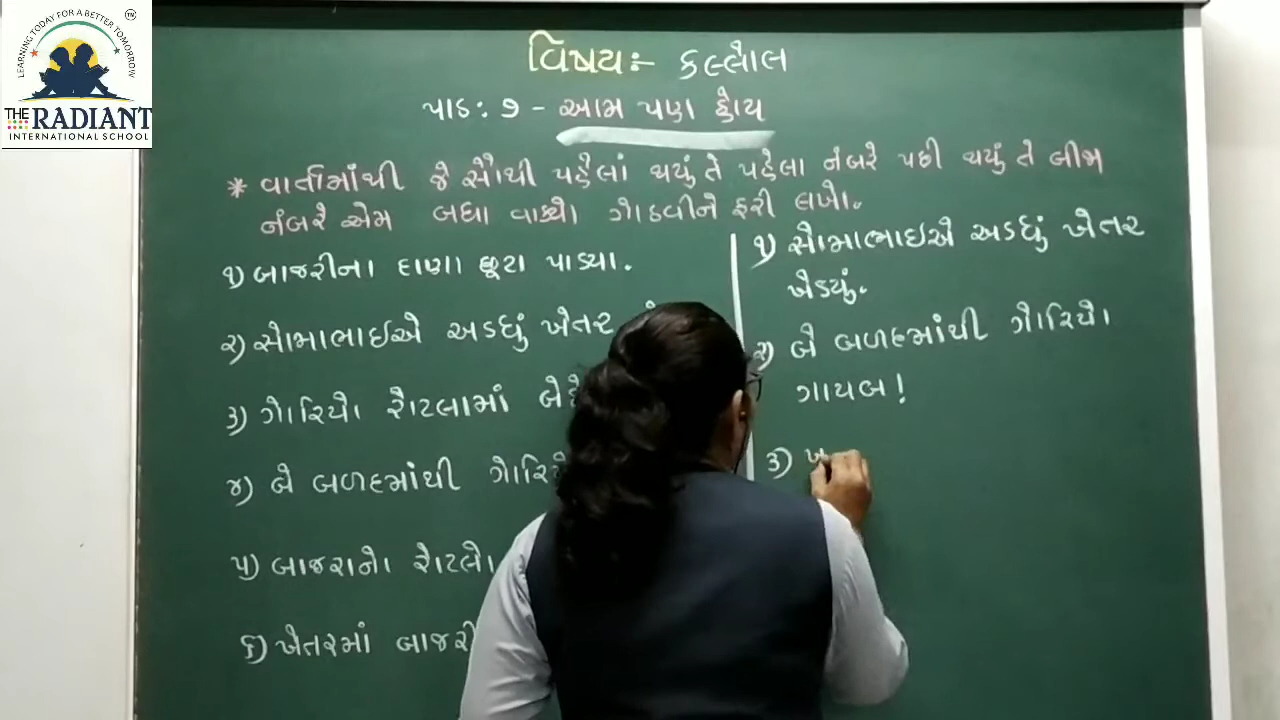 LEARNING TODAY FOR A BETTER TOMORROW
TM
THE RADIANT
INTERNATIONAL SCHOOL
વિષય:- કલ્લોલ
પાઠ: ૭ - આમ પણ હોય
* વાર્તામાંથી જે સૌથી પહેલાં થયું તે પહેલા નંબરે પછી થયું તે બીજા
નંબરે એમ બધા વાક્યો ગોઠવીને ફરી લખો.
૧) બાજરીના દાણા છૂટા પાડ્યા.
૨) સોમાભાઈએ અડધું ખેતર
૩) ગોરિયો રોટલામાં
૪) બે બળદમાંથી
૫) બાજરાનો રોટલો
૬) ખેતરમાં
૧) સોમાભાઈએ અડધું ખેતર
ખેડ્યું.
૨) બે બળદમાંથી ગોરિયો
ગાયબ!
૩) ખ